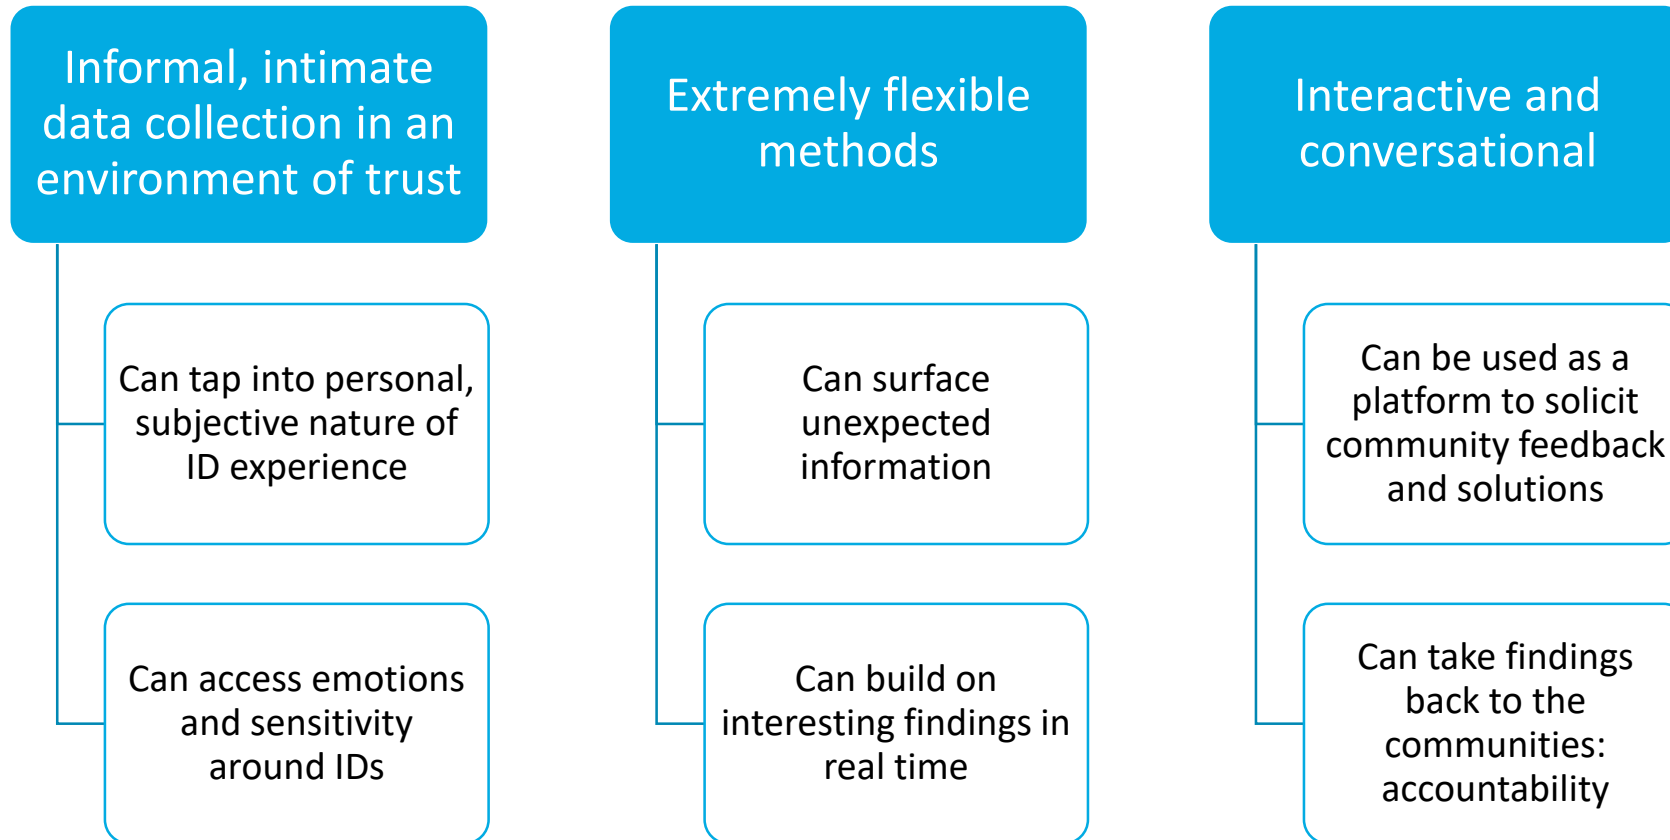 Informal, intimate
data collection in an
environment of trust
Can tap into personal,
subjective nature of
ID experience
Can access emotions
and sensitivity
around IDs
Extremely flexible
methods
Can surface
unexpected
information
Can build on
interesting findings in
real time
Interactive and
conversational
Can be used as a
platform to solicit
community feedback
and solutions
Can take findings
back to the
communities:
accountability